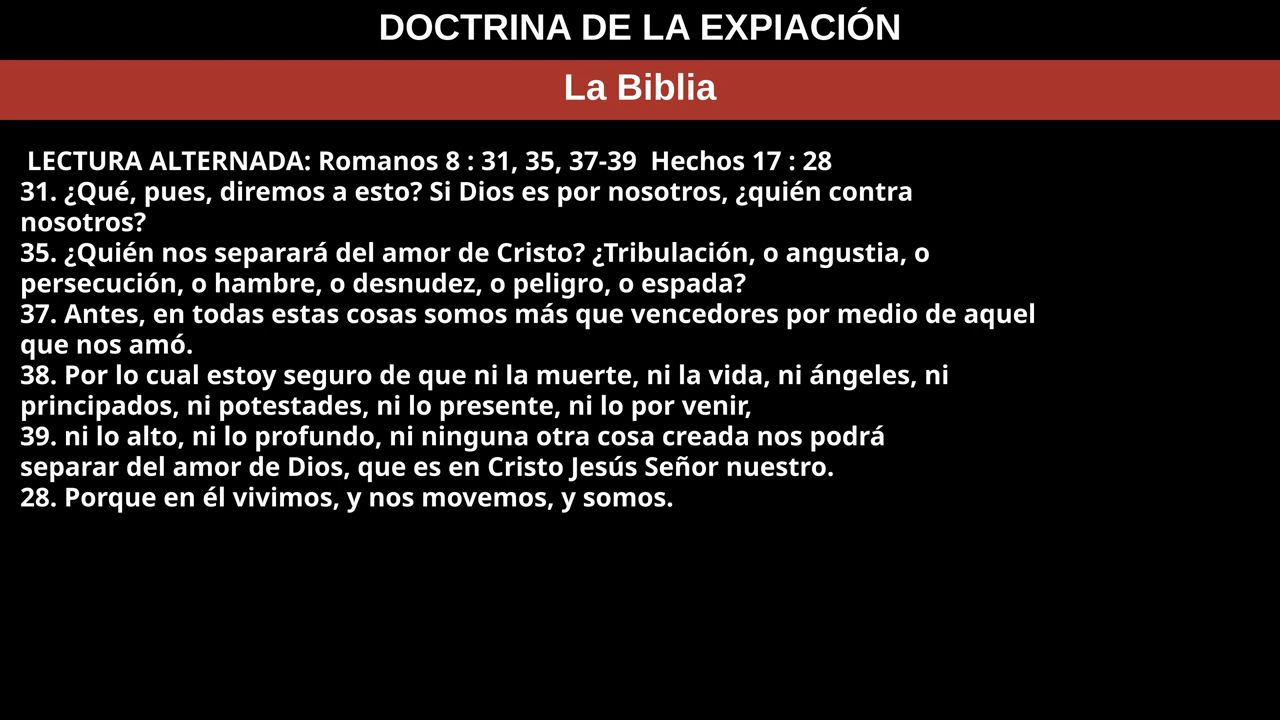 DOCTRINA DE LA EXPIACIÓN
La Biblia
LECTURA ALTERNADA: Romanos 8 : 31, 35, 37-39  Hechos 17 : 28
31. ¿Qué, pues, diremos a esto? Si Dios es por nosotros, ¿quién contra
nosotros?
35. ¿Quién nos separará del amor de Cristo? ¿Tribulación, o angustia, o
persecución, o hambre, o desnudez, o peligro, o espada?
37. Antes, en todas estas cosas somos más que vencedores por medio de aquel
que nos amó.
38. Por lo cual estoy seguro de que ni la muerte, ni la vida, ni ángeles, ni
principados, ni potestades, ni lo presente, ni lo por venir,
39. ni lo alto, ni lo profundo, ni ninguna otra cosa creada nos podrá
separar del amor de Dios, que es en Cristo Jesús Señor nuestro.
28. Porque en él vivimos, y nos movemos, y somos.